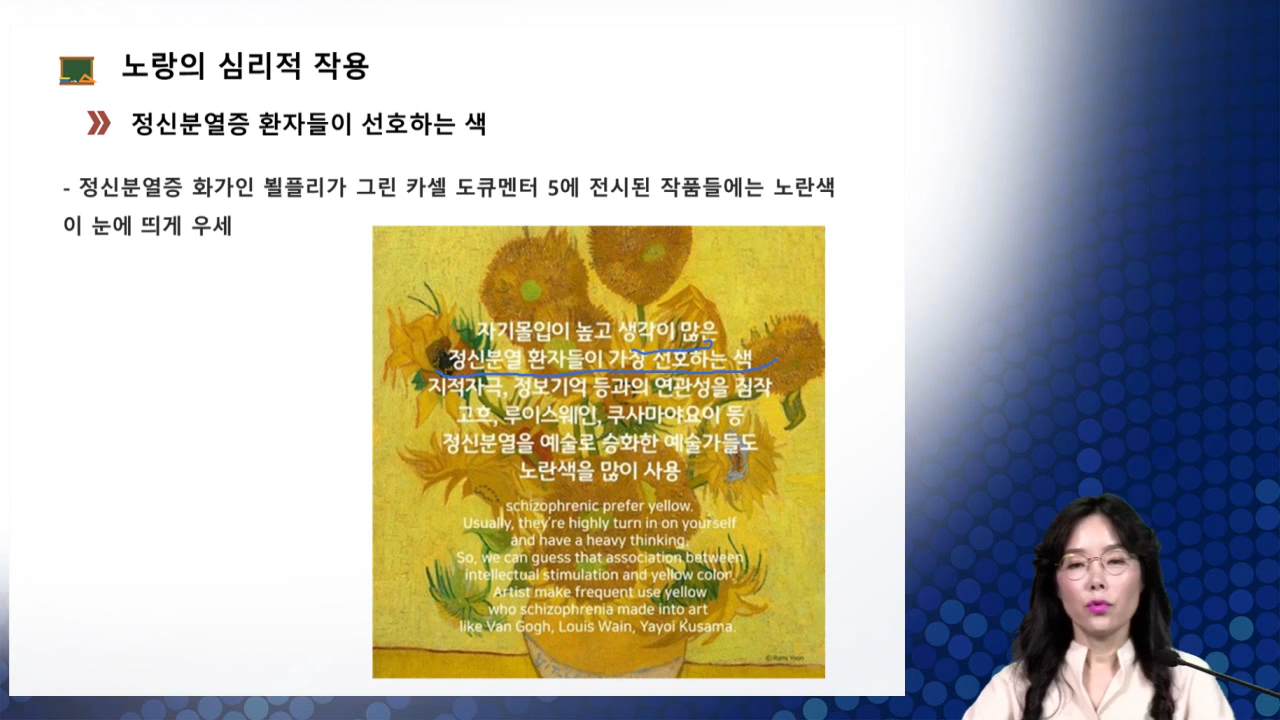 노랑의 심리적 작용
정신분열증 환자들이 선호하는 색
- 정신분열증 화가인 뵐플리가 그린 카셀 도큐멘터 5에 전시된 작품들에는 노란색
이 눈에 띄게 우세
자기몰입이 높고 생각이 많은
정신분열 환자들이 가장 선호하는 색
지적자극, 정보기억 등과의 연관성을 짐작
고흐, 루이스웨인, 쿠사마야요이 등
정신분열을 예술로 승화한 예술가들도
노란색을 많이 사용
schizophrenic prefer yellow.
Usually, they're highly turn in on yourself
and have a heavy thinking.
So, we can guess that association between
intellectual stimulation and yellow color.
Artist make frequent use yellow
who schizophrenia made into art
like Van Gogh, Louis Wain, Yayoi Kusama.
© Rami Yoon